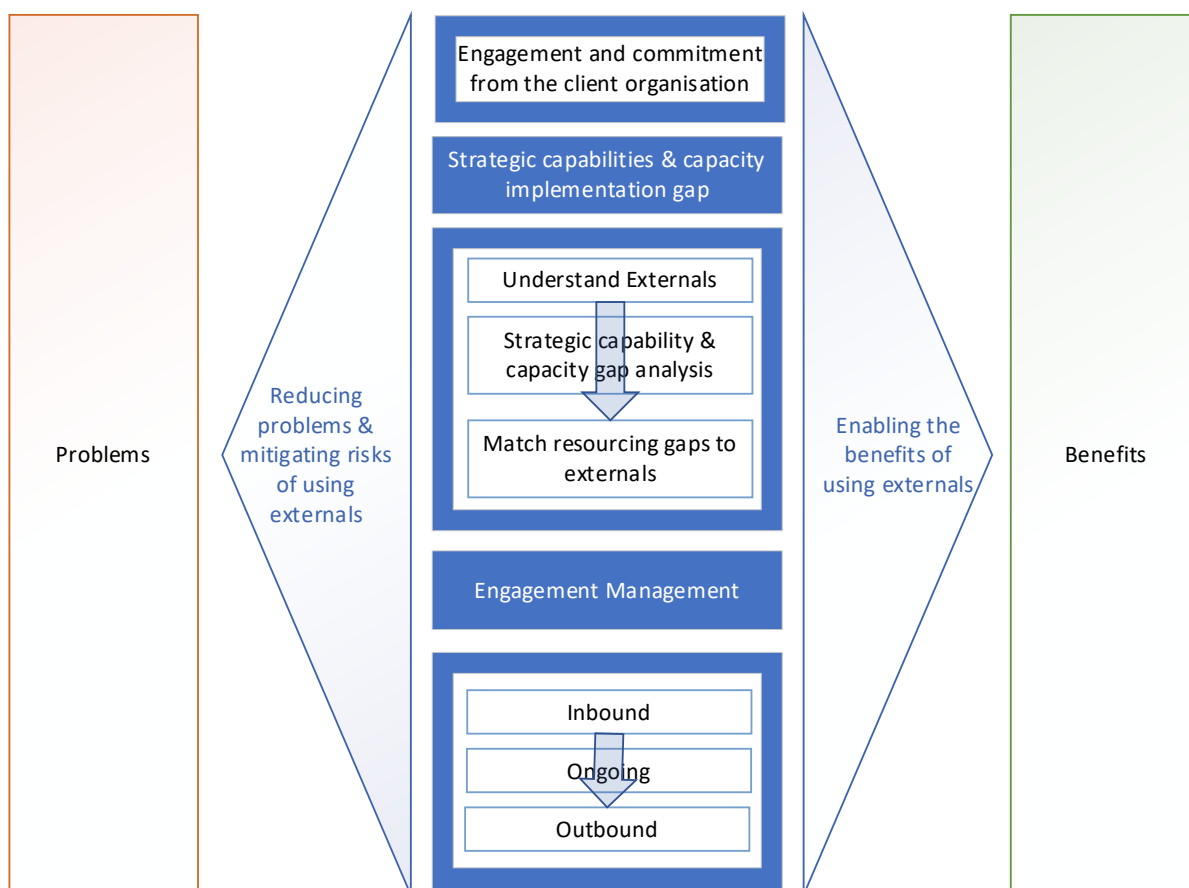 Engagement and commitment
from the client organisation
Strategic capabilities & capacity
implementation gap
Understand Externals
Strategic capability &
capacity gap analysis
Match resourcing gaps to
externals
Engagement Management
Inbound
Ongoing
Outbound
Problems
Reducing
problems &
mitigating risks
of using
externals
Enabling the
benefits of
using externals
Benefits